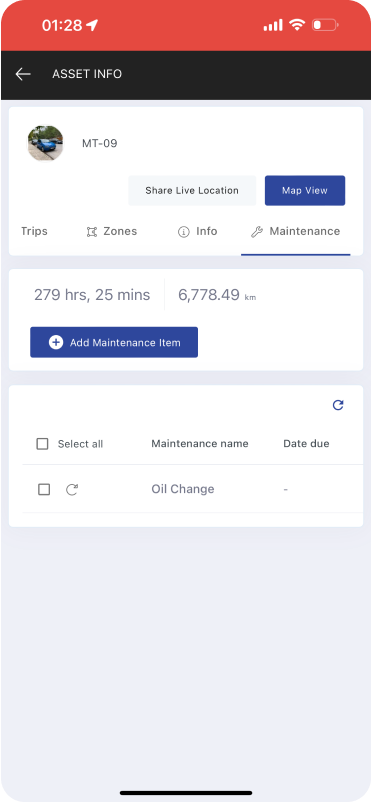 01:28
ASSET INFO
MT-09
Share Live Location Map View
Trips Zones Info Maintenance
279 hrs, 25 mins 6,778.49 km
Add Maintenance Item
Select all Maintenance name Date due
Oil Change -